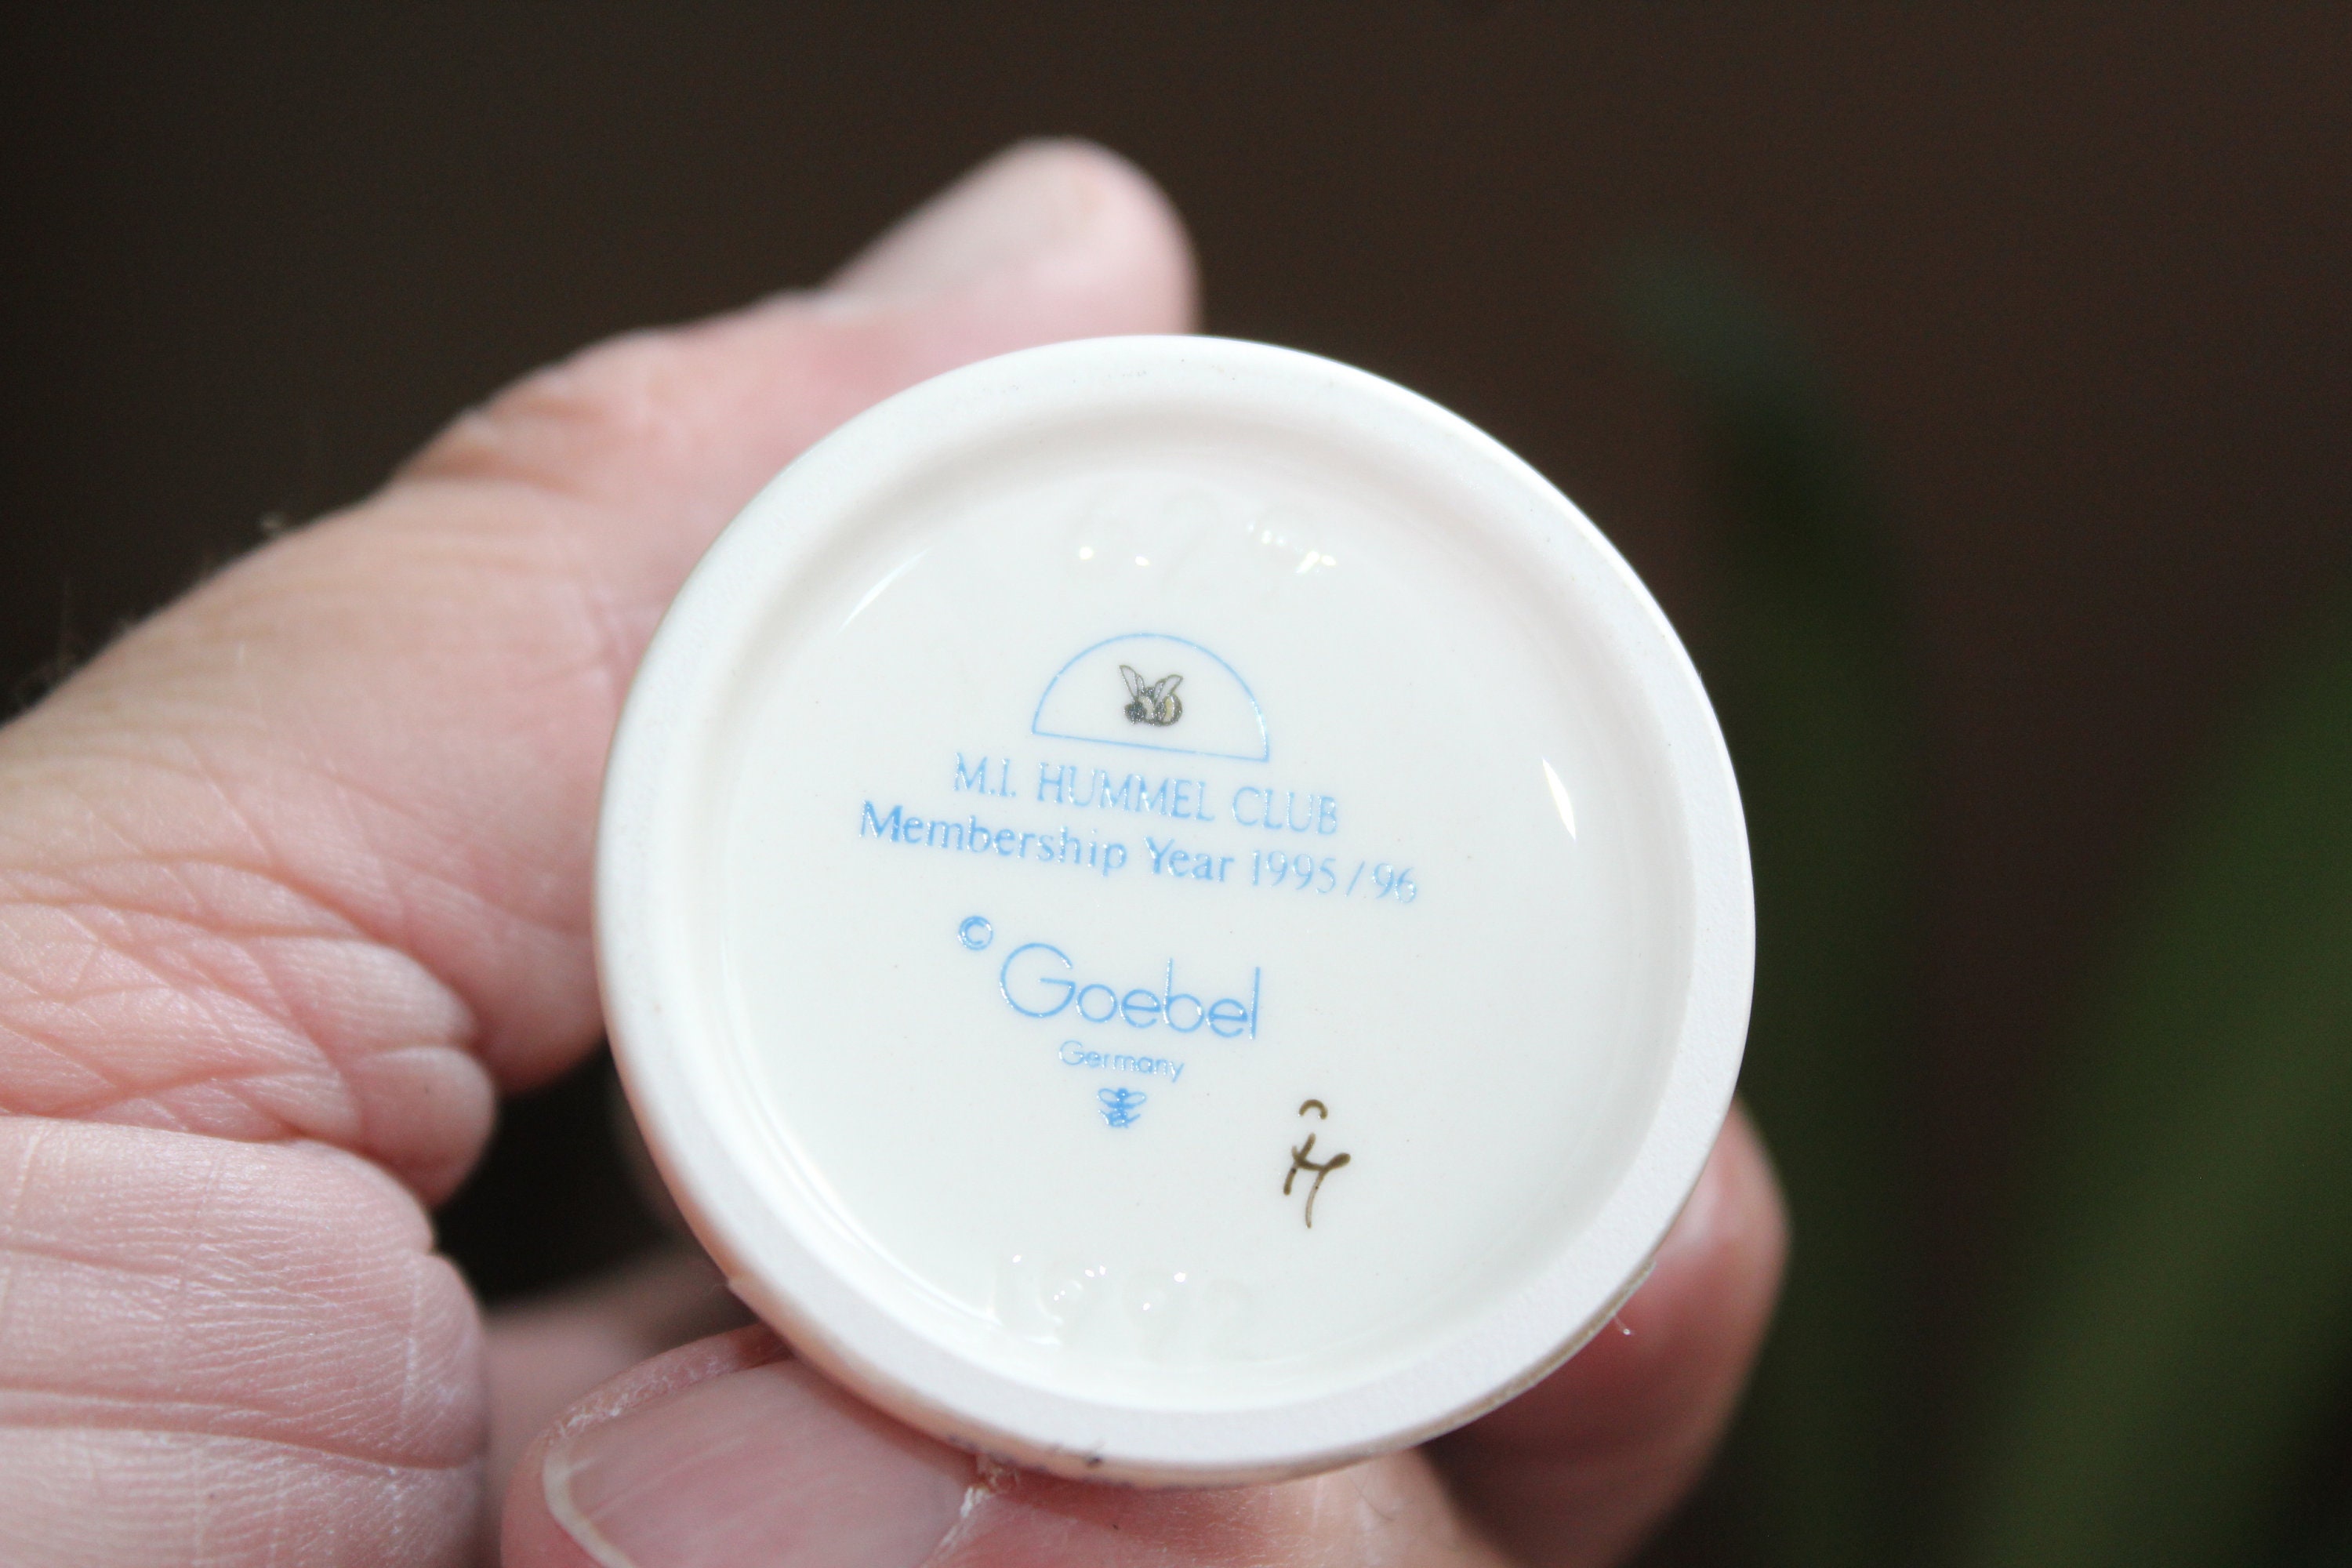 M.I. HUMMEL CLUB
Membership Year 1995/96
© Goebel
Germany